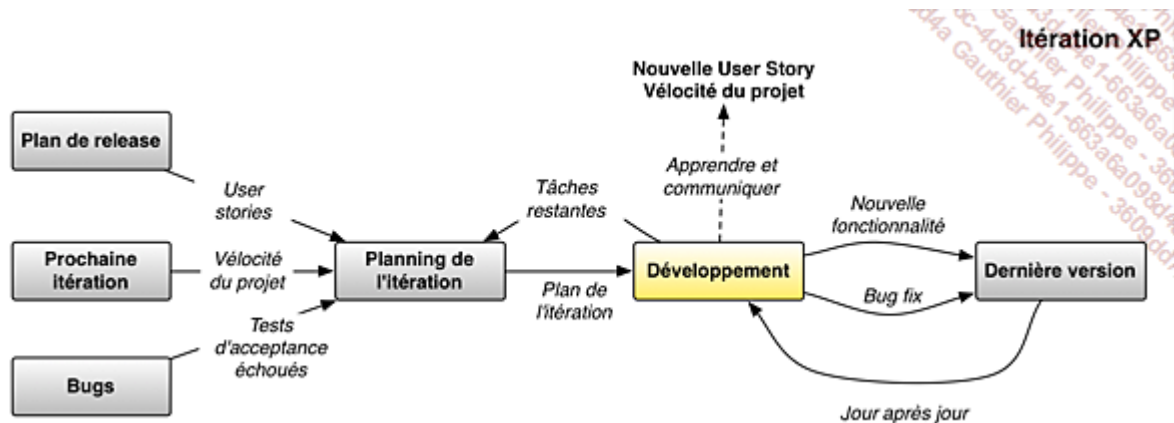 Itération XP
Nouvelle User Story
Vélocité du projet
Plan de release
User
stories
Tâches
restantes
Apprendre et
communiquer
Nouvelle
fonctionnalité
Prochaine
itération
Vélocité
du projet
Planning de
l'itération
Plan de
l'itération
Développement
Bug fix
Dernière version
Tests
d'acceptance
échoués
Bugs
Jour après jour